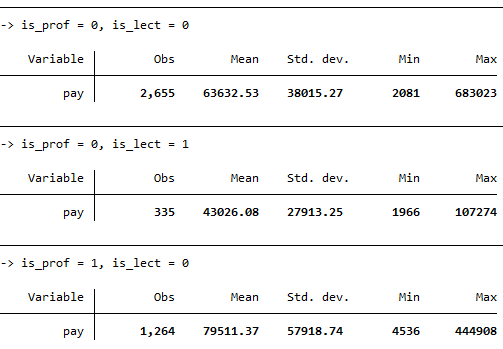 -> is_prof = 0, is_lect = 0
Variable Obs Mean Std. dev. Min Max
pay 2,655 63632.53 38015.27 2081 683023
-> is_prof = 0, is_lect = 1
Variable Obs Mean Std. dev. Min Max
pay 335 43026.08 27913.25 1966 107274
-> is_prof = 1, is_lect = 0
Variable Obs Mean Std. dev. Min Max
pay 1,264 79511.37 57918.74 4536 444908